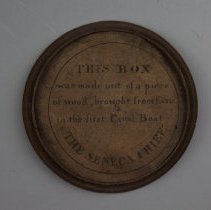 THIS BOX
was made out of a piece
of wood, brought from Erie
in the first Canal Boat
THE SENECA CHIEF